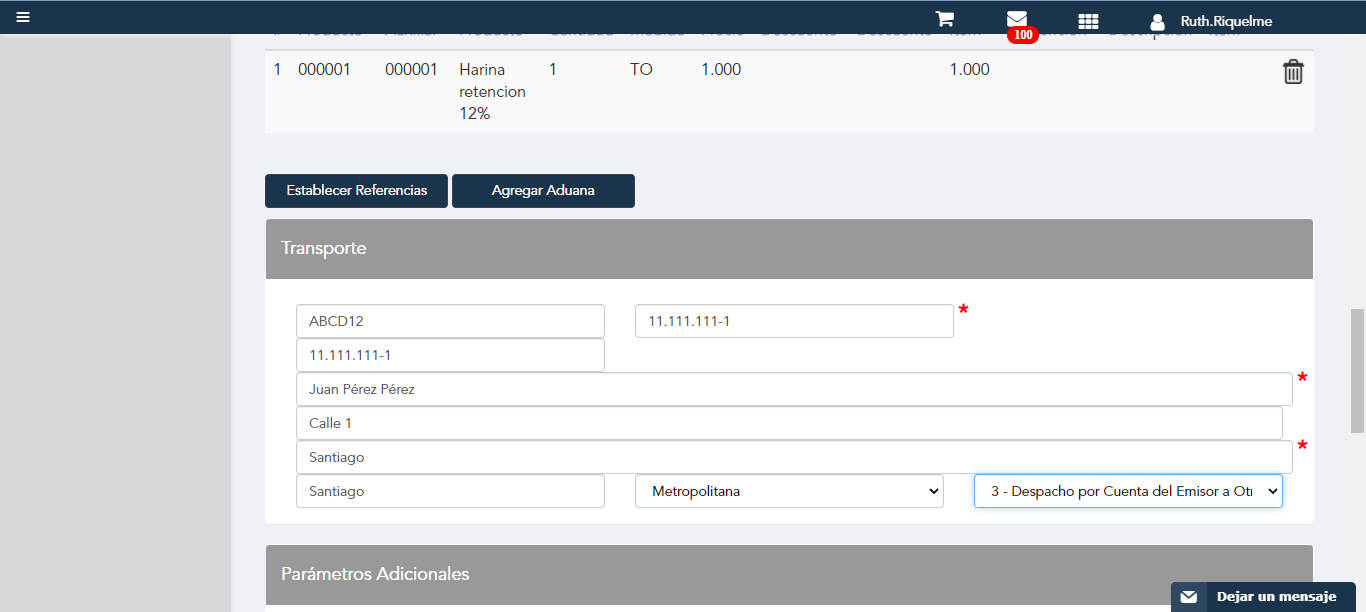 100
Ruth.Riquelme
1 000001 000001 Harina 1 TO 1.000 1.000
retencion
12%
Establecer Referencias Agregar Aduana
Transporte
ABCD12 11.111.111-1 *
11.111.111-1
Juan Pérez Pérez *
Calle 1
Santiago *
Santiago Metropolitana 3 - Despacho por Cuenta del Emisor a Otr
Parámetros Adicionales
Dejar un mensaje